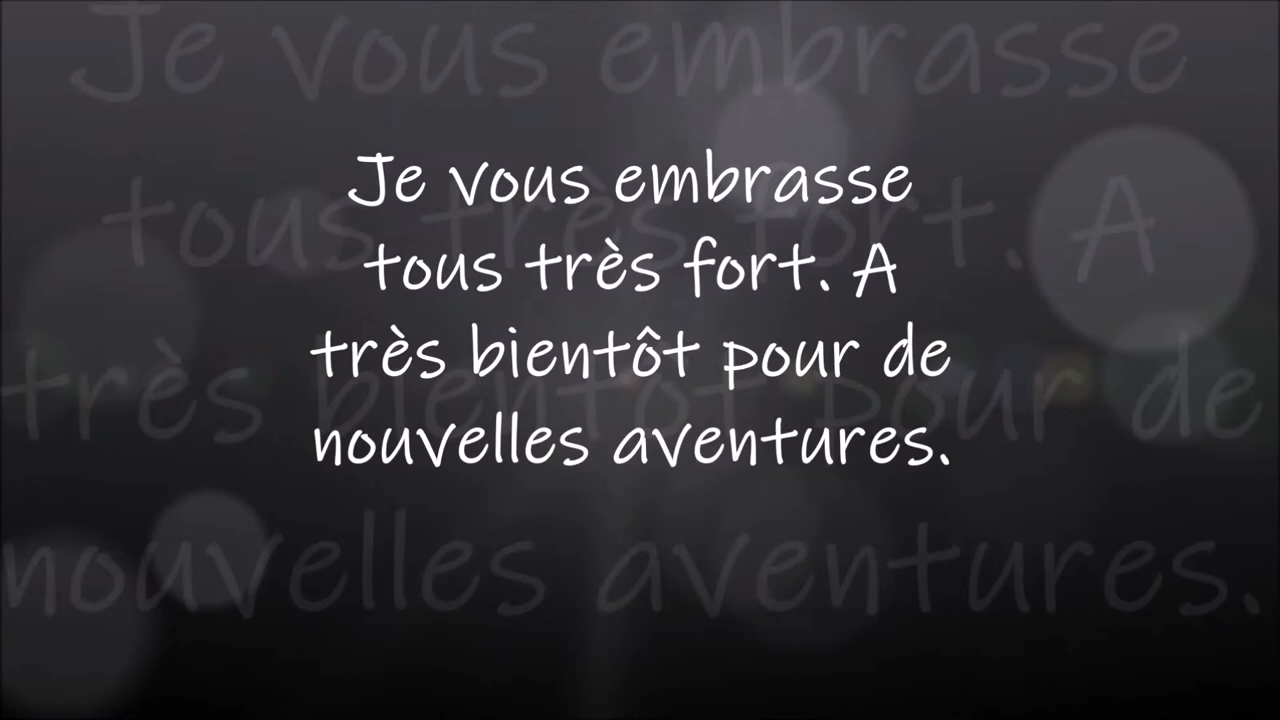 Je vous embrasse
tous très fort. A
très bientôt pour de
nouvelles aventures.